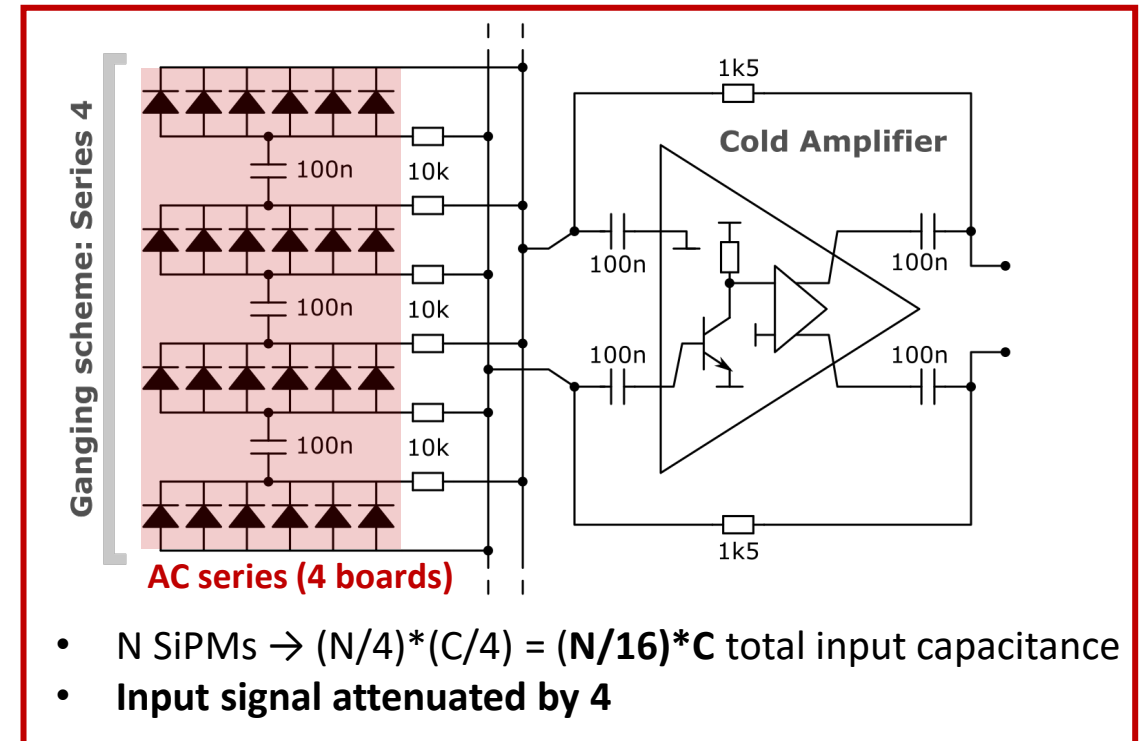 Ganging scheme: Series 4
1k5
Cold Amplifier
100n
10k
100n
100n
100n
10k
100n
100n
10k
100n
10k
1k5
AC series (4 boards)
• N SiPMs → (N/4)*(C/4) = (N/16)*C total input capacitance
• Input signal attenuated by 4